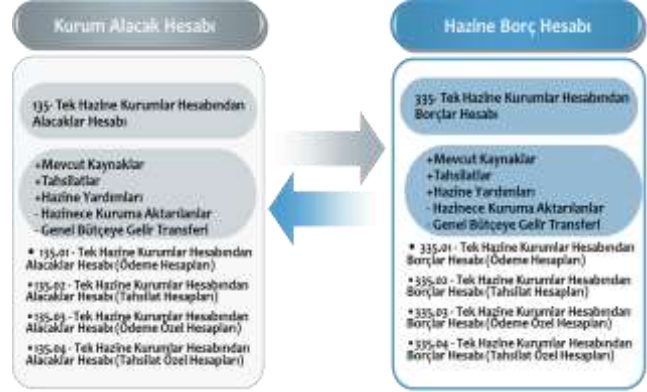 Kurum Alacak Hesabı
135- Tek Hazine Kurumlar Hesabından
Alacaklar Hesabı
+Mevcut Kaynaklar
+Tahsilatlar
+Hazine Yardımları
- Hazinece Kuruma Aktarılanlar
- Genel Bütçeye Gelir Transferi
• 135.01 - Tek Hazine Kurumlar Hesabından
Alacaklar Hesabı (Ödeme Hesapları)
•135.02 - Tek Hazine Kurumlar Hesabından
Alacaklar Hesabı (Tahsilat Hesapları)
•135.03 - Tek Hazine Kurumlar Hesabından
Alacaklar Hesabı (Ödeme Özel Hesapları)
•135.04 - Tek Hazine Kurumlar Hesabından
Alacaklar Hesabı (Tahsilat Özel Hesapları)
Hazine Borç Hesabı
335- Tek Hazine Kurumlar Hesabından
Borçlar Hesabı
+Mevcut Kaynaklar
+Tahsilatlar
+Hazine Yardımları
- Hazinece Kuruma Aktarılanlar
- Genel Bütçeye Gelir Transferi
• 335.01 - Tek Hazine Kurumlar Hesabından
Borçlar Hesabı (Ödeme Hesapları)
•335.02 - Tek Hazine Kurumlar Hesabından
Borçlar Hesabı (Tahsilat Hesapları)
•335.03 - Tek Hazine Kurumlar Hesabından
Borçlar Hesabı (Ödeme Özel Hesapları)
•335.04 - Tek Hazine Kurumlar Hesabından
Borçlar Hesabı (Tahsilat Özel Hesapları)